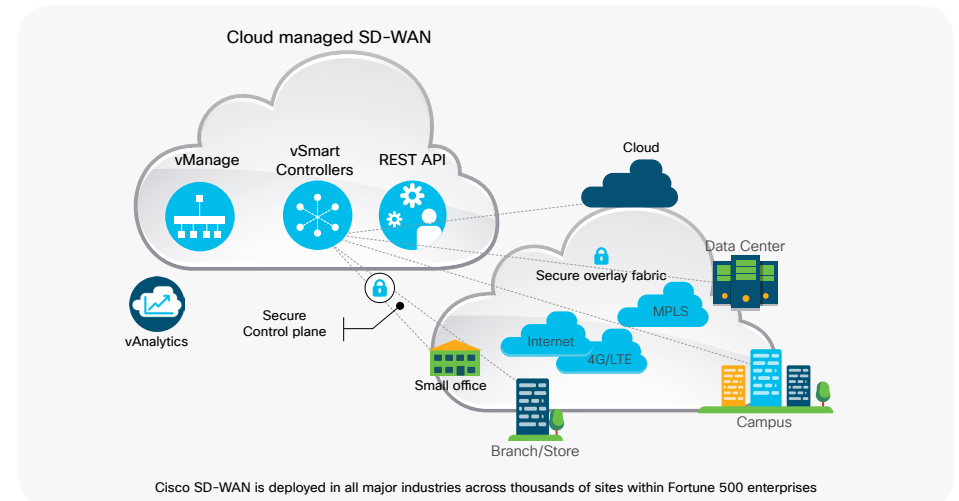 Cloud managed SD-WAN
vManage
vSmart
Controllers
REST API
Cloud
Data Center
Secure overlay fabric
MPLS
Internet
4G/LTE
Secure
Control plane
vAnalytics
Small office
Branch/Store
Campus
Cisco SD-WAN is deployed in all major industries across thousands of sites within Fortune 500 enterprises